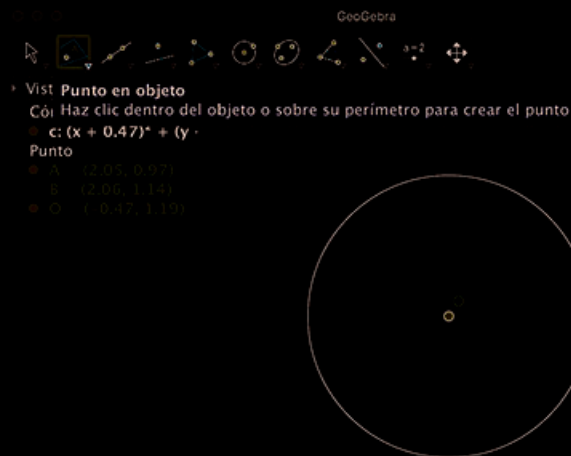 GeoGebra
a=2
Vist Punto en objeto
Cói Haz clic dentro del objeto o sobre su perímetro para crear el punto
c: (x + 0.47)² + (y -
Punto
A (2.05, 0.97)
B (2.06, 1.14)
O (-0.47, 1.19)